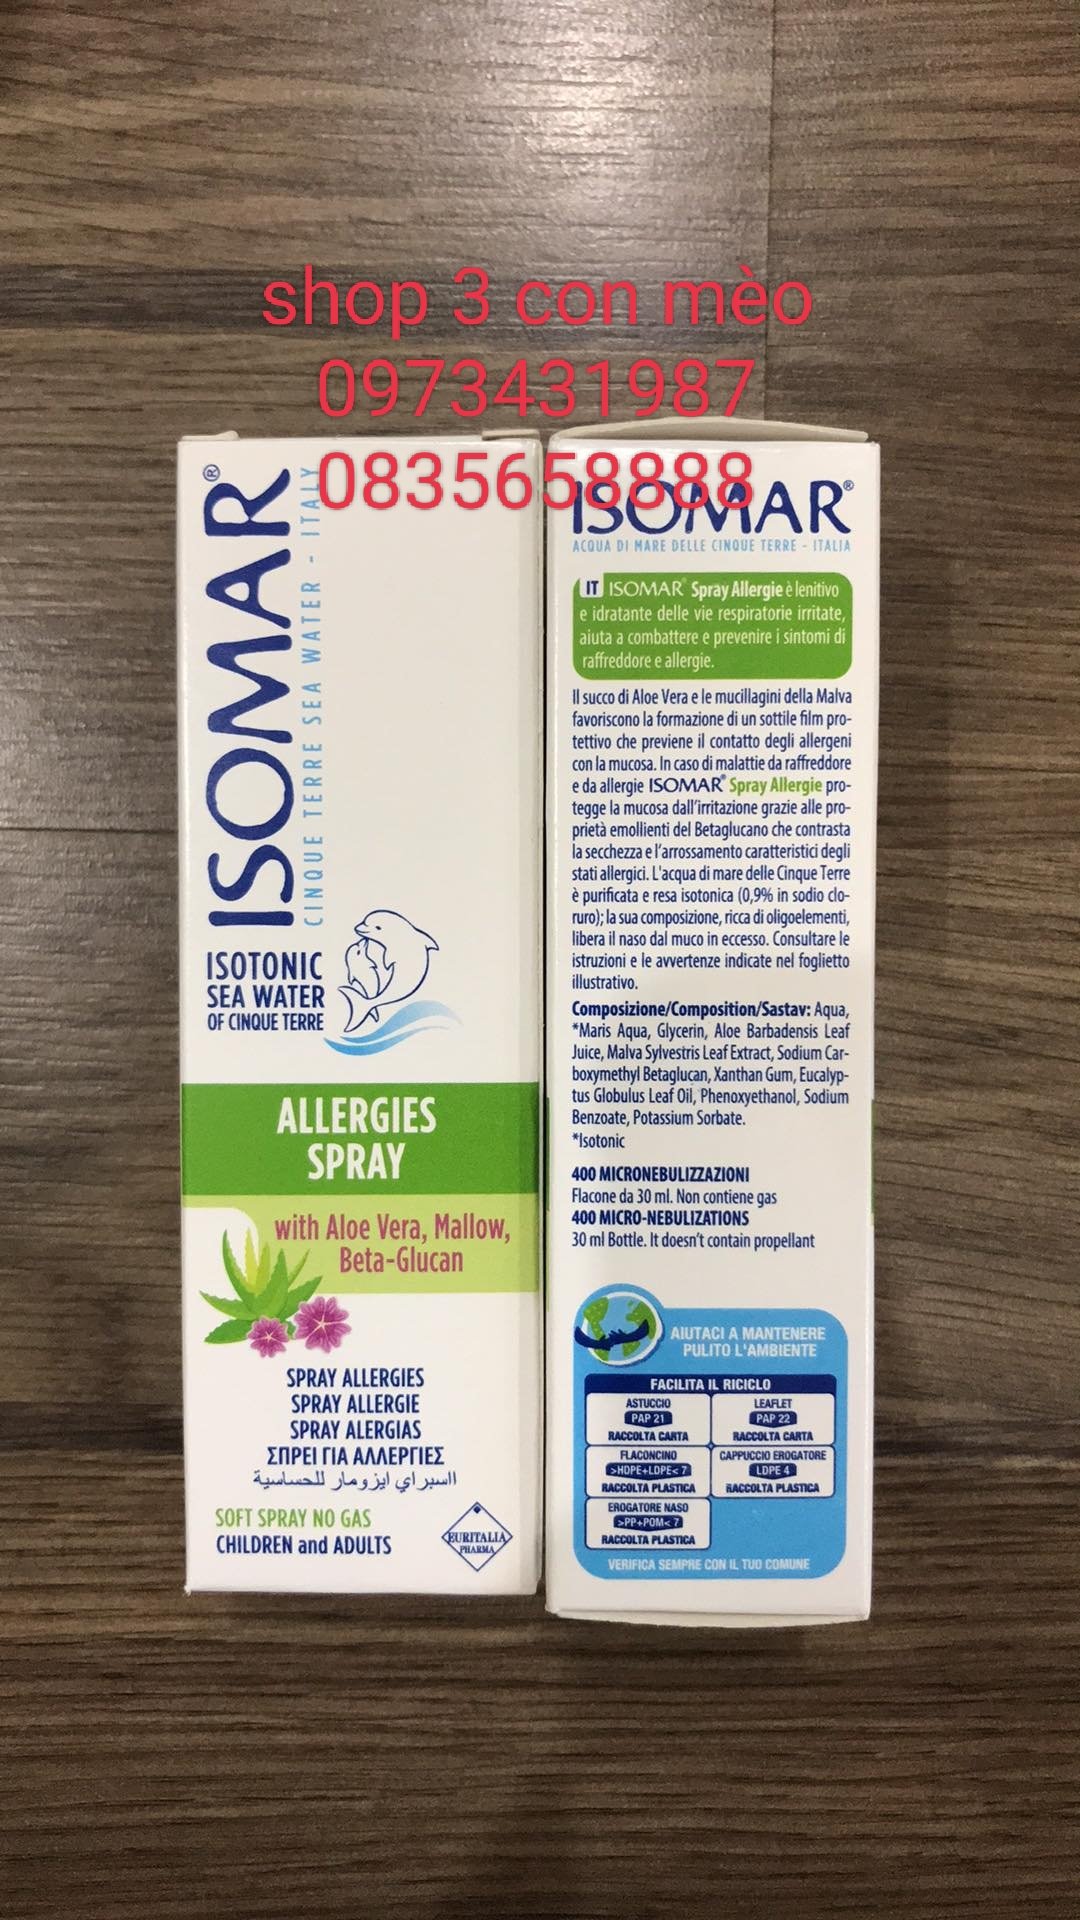 shop 3 con mèo
0973431987
0835658888
ISOMAR®
CINQUE TERRE SEA WATER - ITALY
ISOTONIC
SEA WATER
OF CINQUE TERRE
ALLERGIES
SPRAY
with Aloe Vera, Mallow,
Beta-Glucan
SPRAY ALLERGIES
SPRAY ALLERGIE
SPRAY ALERGIAS
ΣΠΡΕΙ ΓΙΑ ΑΛΛΕΡΓΙΕΣ
ااسبراي ايزومار للحساسية
SOFT SPRAY NO GAS
CHILDREN and ADULTS
EURITALIA
PHARMA
ISOMAR®
ACQUA DI MARE DELLE CINQUE TERRE - ITALIA
IT ISOMAR® Spray Allergie è lenitivo
e idratante delle vie respiratorie irritate,
aiuta a combattere e prevenire i sintomi di
raffreddore e allergie.
Il succo di Aloe Vera e le mucillagini della Malva
favoriscono la formazione di un sottile film pro-
tettivo che previene il contatto degli allergeni
con la mucosa. In caso di malattie da raffreddore
e da allergie ISOMAR® Spray Allergie pro-
tegge la mucosa dall'irritazione grazie alle pro-
prietà emollienti del Betaglucano che contrasta
la secchezza e l'arrossamento caratteristici degli
stati allergici. L'acqua di mare delle Cinque Terre
è purificata e resa isotonica (0,9% in sodio clo-
ruro); la sua composizione, ricca di oligoelementi,
libera il naso dal muco in eccesso. Consultare le
istruzioni e le avvertenze indicate nel foglietto
illustrativo.
Composizione/Composition/Sastav: Aqua,
*Maris Aqua, Glycerin, Aloe Barbadensis Leaf
Juice, Malva Sylvestris Leaf Extract, Sodium Car-
boxymethyl Betaglucan, Xanthan Gum, Eucalyp-
tus Globulus Leaf Oil, Phenoxyethanol, Sodium
Benzoate, Potassium Sorbate.
*Isotonic
400 MICRONEBULIZZAZIONI
Flacone da 30 ml. Non contiene gas
400 MICRO-NEBULIZATIONS
30 ml Bottle. It doesn't contain propellant
AIUTACI A MANTENERE
PULITO L'AMBIENTE
FACILITA IL RICICLO
ASTUCCIO
PAP 21
RACCOLTA CARTA
LEAFLET
PAP 22
RACCOLTA CARTA
FLACONCINO
>HDPE+LDPE< 7
RACCOLTA PLASTICA
CAPPUCCIO EROGATORE
LDPE 4
RACCOLTA PLASTICA
EROGATORE NASO
>PP+POM< 7
RACCOLTA PLASTICA
VERIFICA SEMPRE CON IL TUO COMUNE